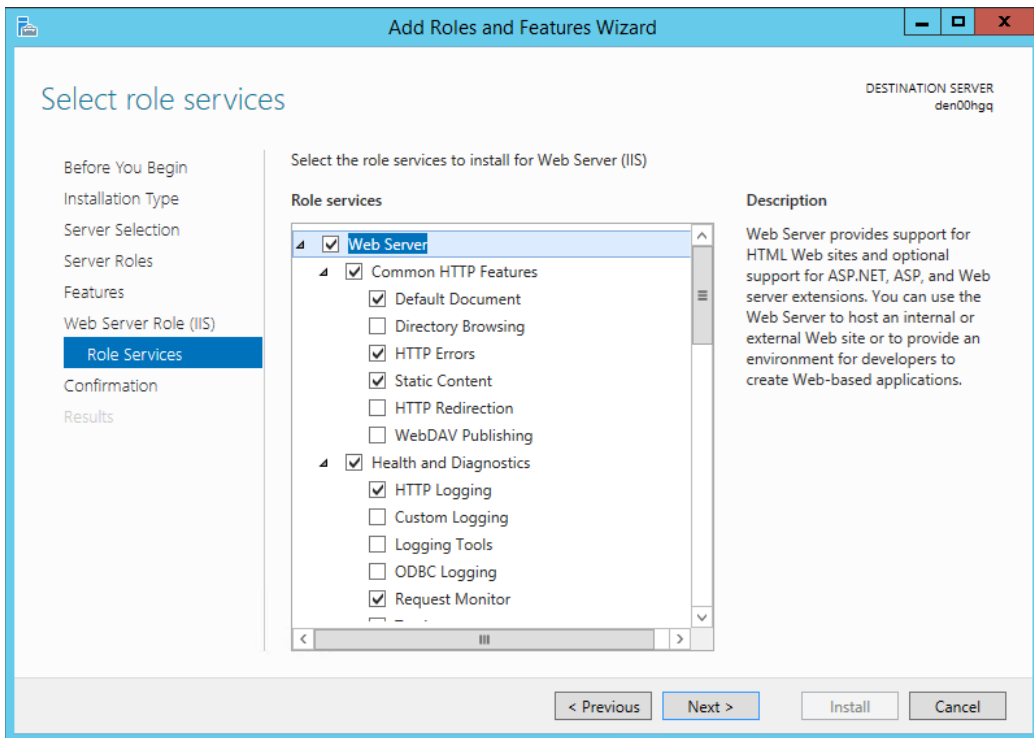 Add Roles and Features Wizard
Select role services
DESTINATION SERVER
den00hgq
Before You Begin
Installation Type
Server Selection
Server Roles
Features
Web Server Role (IIS)
Role Services
Confirmation
Results
Select the role services to install for Web Server (IIS)
Role services
Web Server
Common HTTP Features
Default Document
Directory Browsing
HTTP Errors
Static Content
HTTP Redirection
WebDAV Publishing
Health and Diagnostics
HTTP Logging
Custom Logging
Logging Tools
ODBC Logging
Request Monitor
Description
Web Server provides support for
HTML Web sites and optional
support for ASP.NET, ASP, and Web
server extensions. You can use the
Web Server to host an internal or
external Web site or to provide an
environment for developers to
create Web-based applications.
< Previous
Next >
Install
Cancel